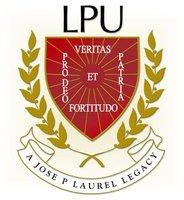 LPU
VERITAS
PRO DEO
ET
PATRIA
FORTITUDO
A JOSE P LAUREL LEGACY